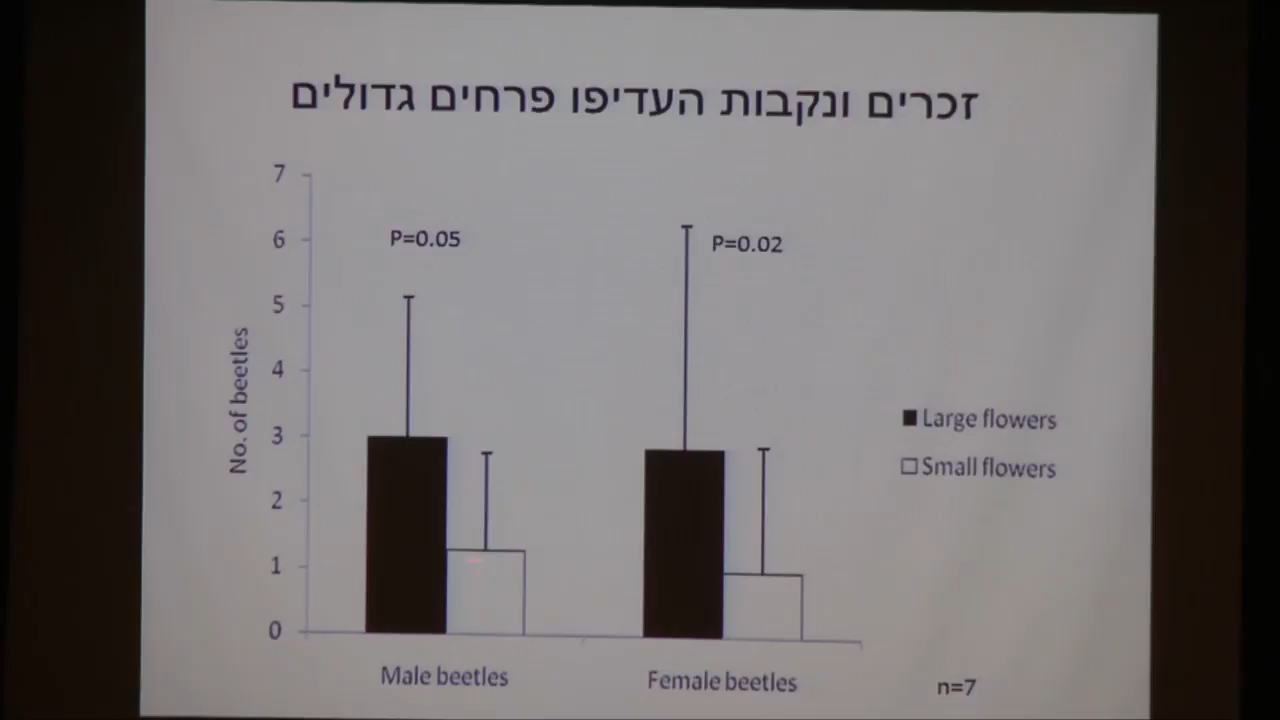 זכרים ונקבות העדיפו פרחים גדולים
7
6
5
4
3
2
1
0
No. of beetles
P=0.05
P=0.02
Large flowers
Small flowers
Male beetles
Female beetles
n=7